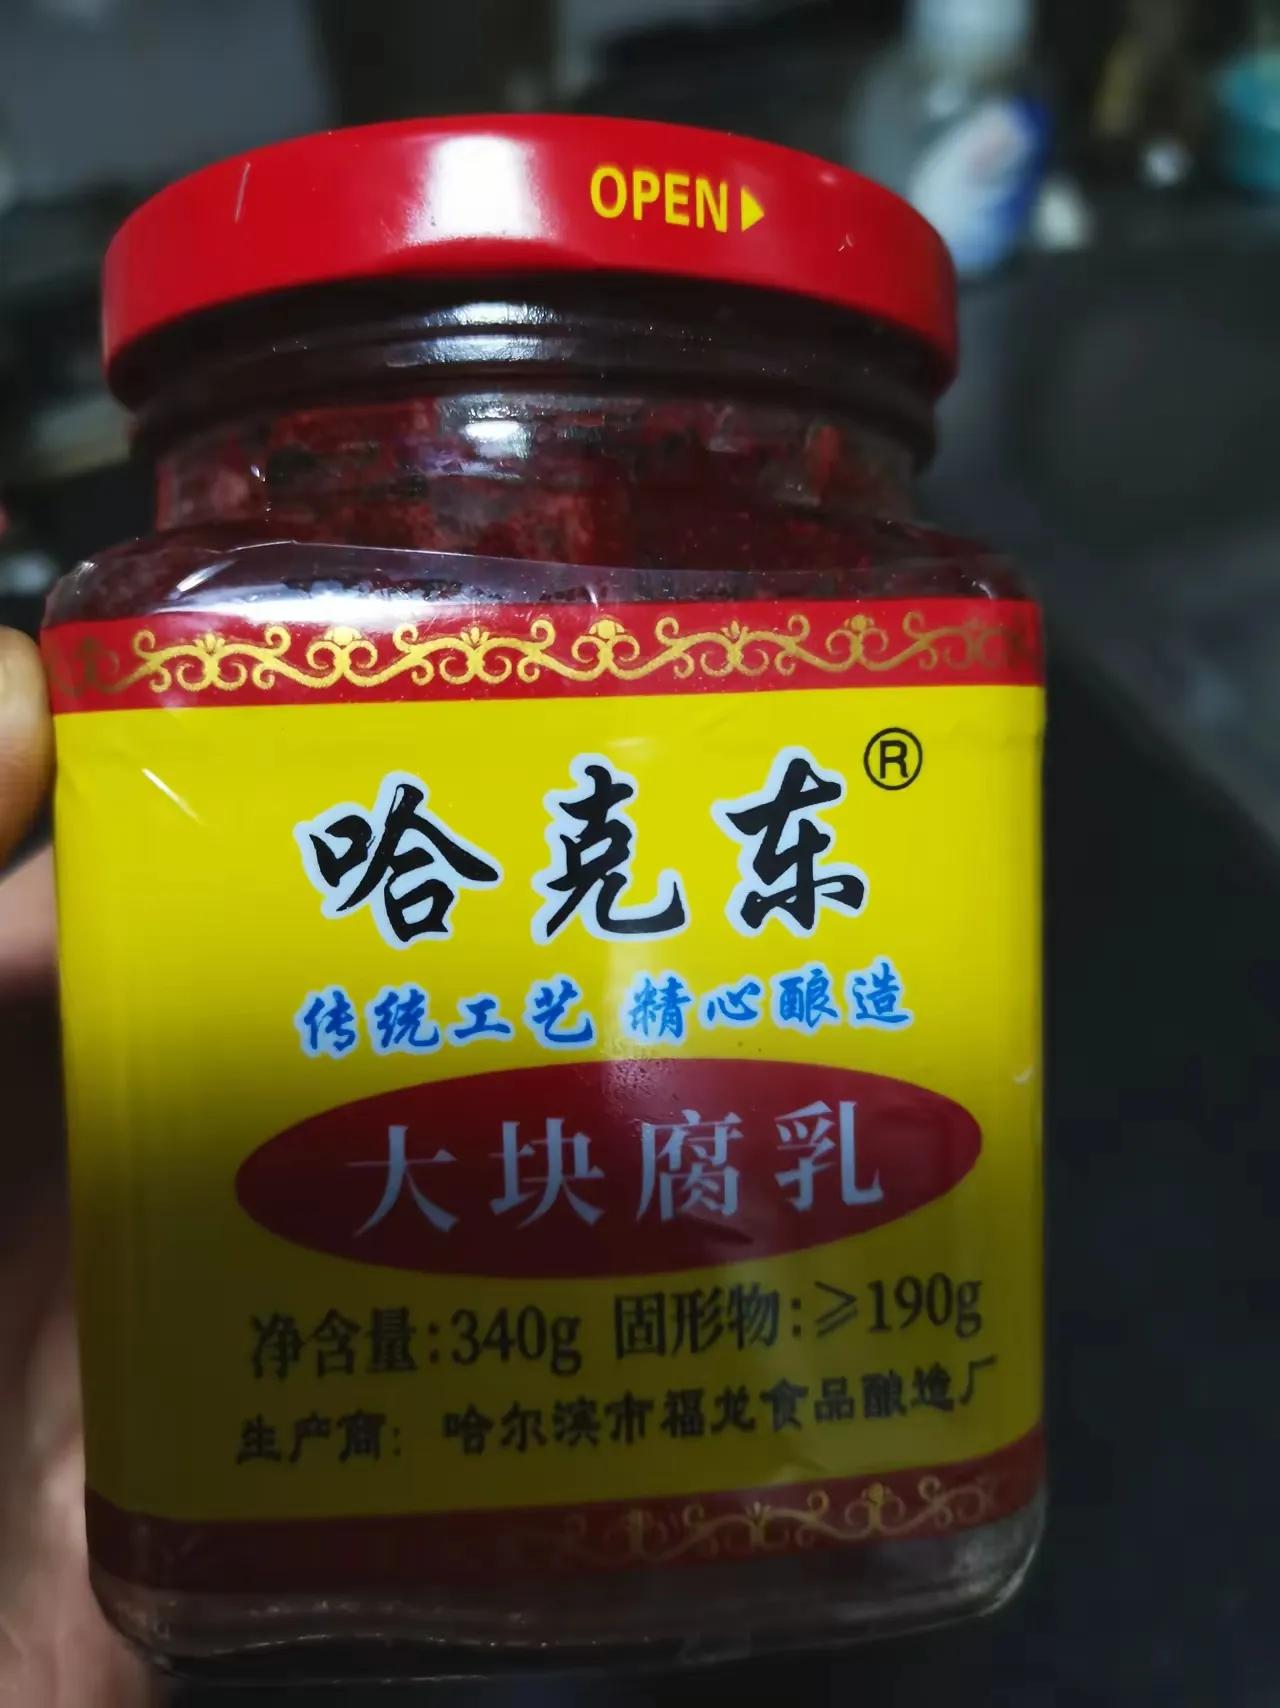 OPEN
哈克东®
传统工艺 精心酿造
大块腐乳
净含量:340g 固形物:≥190g
生产商: 哈尔滨市福龙食品酿造厂